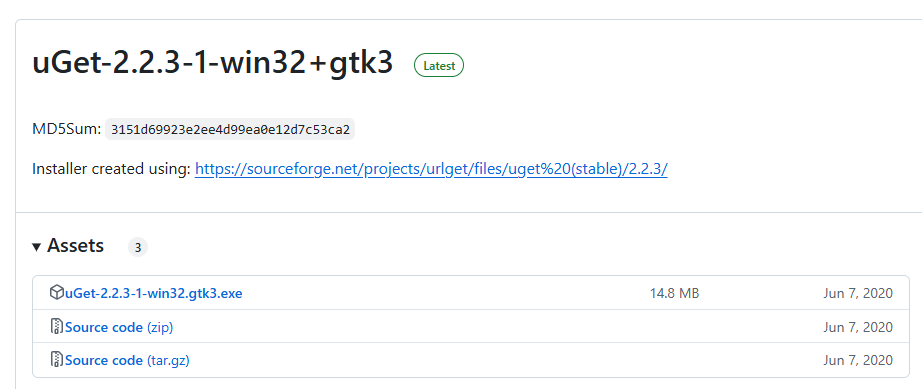 uGet-2.2.3-1-win32+gtk3 Latest
MD5Sum: 3151d69923e2ee4d99ea0e12d7c53ca2
Installer created using: https://sourceforge.net/projects/urlget/files/uget%20(stable)/2.2.3/
Assets 3
uGet-2.2.3-1-win32.gtk3.exe 14.8 MB Jun 7, 2020
Source code (zip) Jun 7, 2020
Source code (tar.gz) Jun 7, 2020